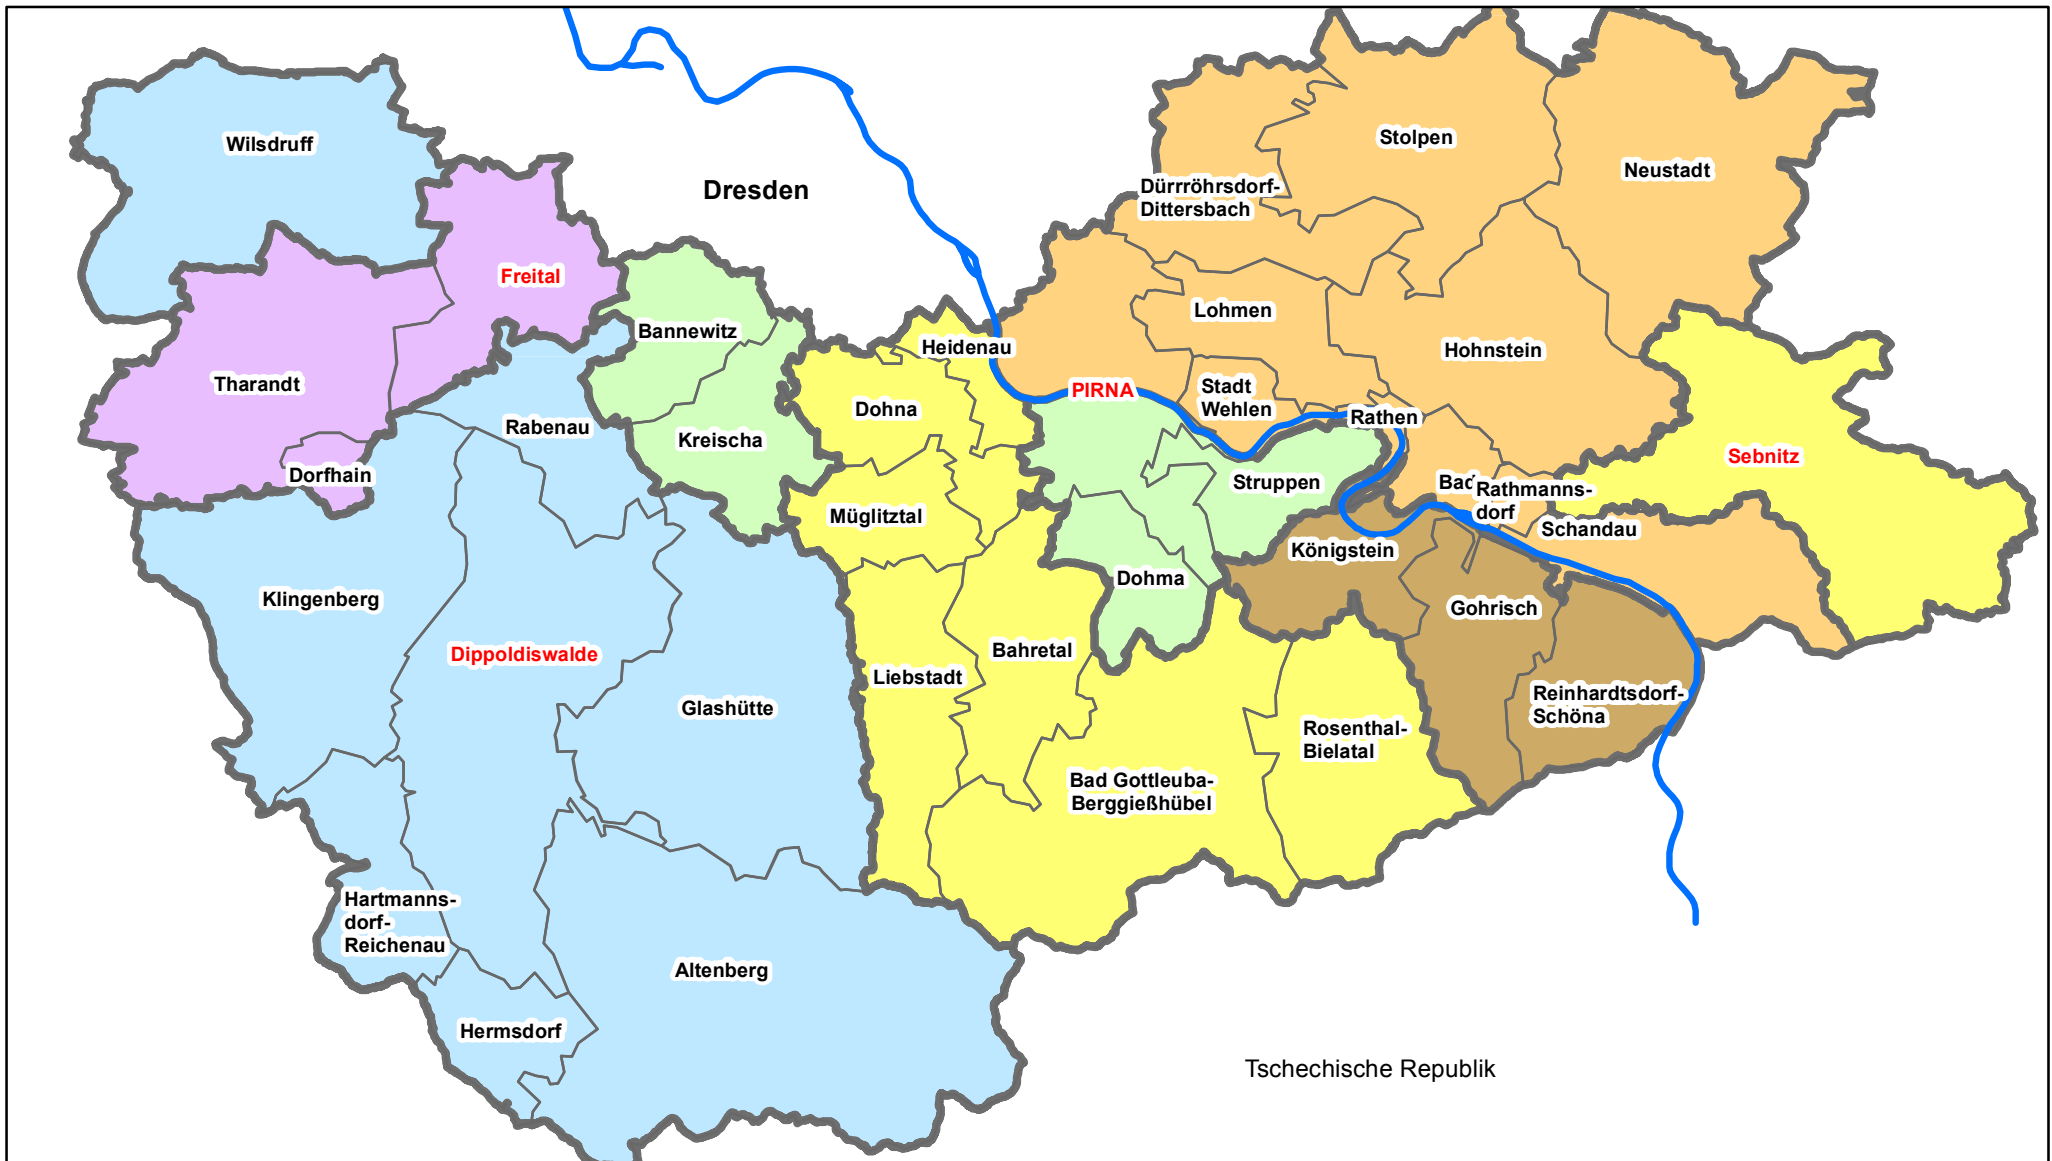 Wilsdruff
Stolpen
Neustadt
Dresden
Dürrröhrsdorf-
Dittersbach
Freital
Bannewitz
Lohmen
Heidenau
Hohnstein
Tharandt
PIRNA
Stadt
Wehlen
Dohna
Rathen
Rabenau
Kreischa
Sebnitz
Dorfhain
Struppen
Bad
Schandau
Rathmanns-
dorf
Müglitztal
Königstein
Dohma
Klingenberg
Gohrisch
Dippoldiswalde
Bahretal
Liebstadt
Glashütte
Reinhardtsdorf-
Schöna
Rosenthal-
Bielatal
Bad Gottleuba-
Berggießhübel
Hartmanns-
dorf-
Reichenau
Altenberg
Hermsdorf
Tschechische Republik